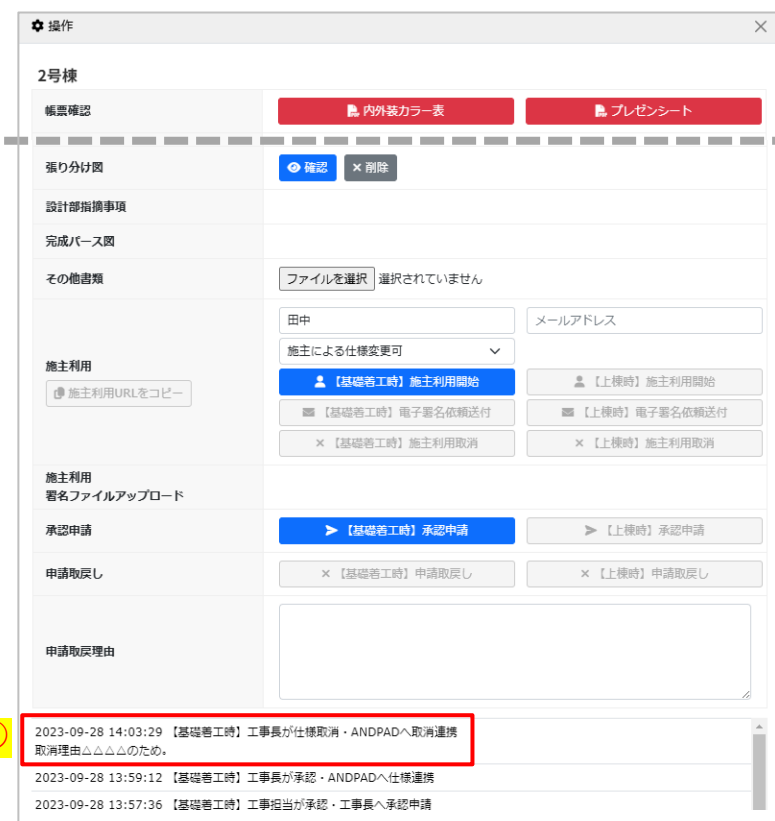 操作
2号棟
帳票確認
内外装カラー表
プレゼンシート
張り分け図
確認
× 削除
設計部指摘事項
完成パース図
その他書類
ファイルを選択 選択されていません
田中
メールアドレス
施主による仕様変更可
施主利用
施主利用URLをコピー
【基礎着工時】施主利用開始
【上棟時】施主利用開始
【基礎着工時】電子署名依頼送付
【上棟時】電子署名依頼送付
× 【基礎着工時】施主利用取消
× 【上棟時】施主利用取消
施主利用
署名ファイルアップロード
承認申請
【基礎着工時】承認申請
【上棟時】承認申請
申請取戻し
× 【基礎着工時】申請取戻し
× 【上棟時】申請取戻し
申請取戻理由
2023-09-28 14:03:29 【基礎着工時】工事長が仕様取消・ANDPADへ取消連携
取消理由△△△△のため。
2023-09-28 13:59:12 【基礎着工時】工事長が承認・ANDPADへ仕様連携
2023-09-28 13:57:36 【基礎着工時】工事担当が承認・工事長へ承認申請